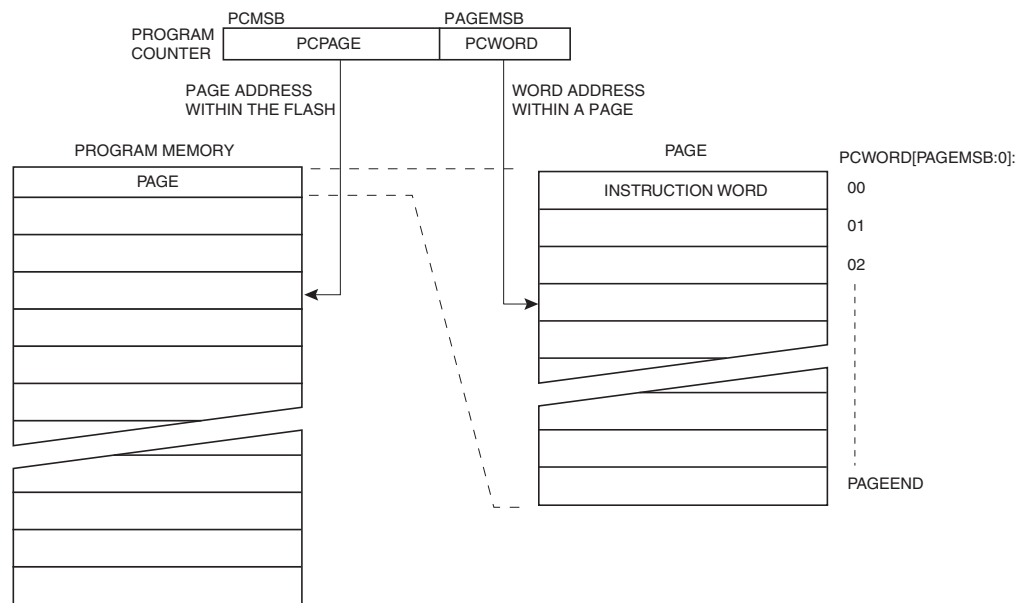 PCMSB PAGEMSB
PROGRAM
COUNTER
PCPAGE PCWORD
PAGE ADDRESS
WITHIN THE FLASH
WORD ADDRESS
WITHIN A PAGE
PROGRAM MEMORY
PAGE
PAGE
INSTRUCTION WORD
PCWORD[PAGEMSB:0]:
00
01
02
PAGEEND